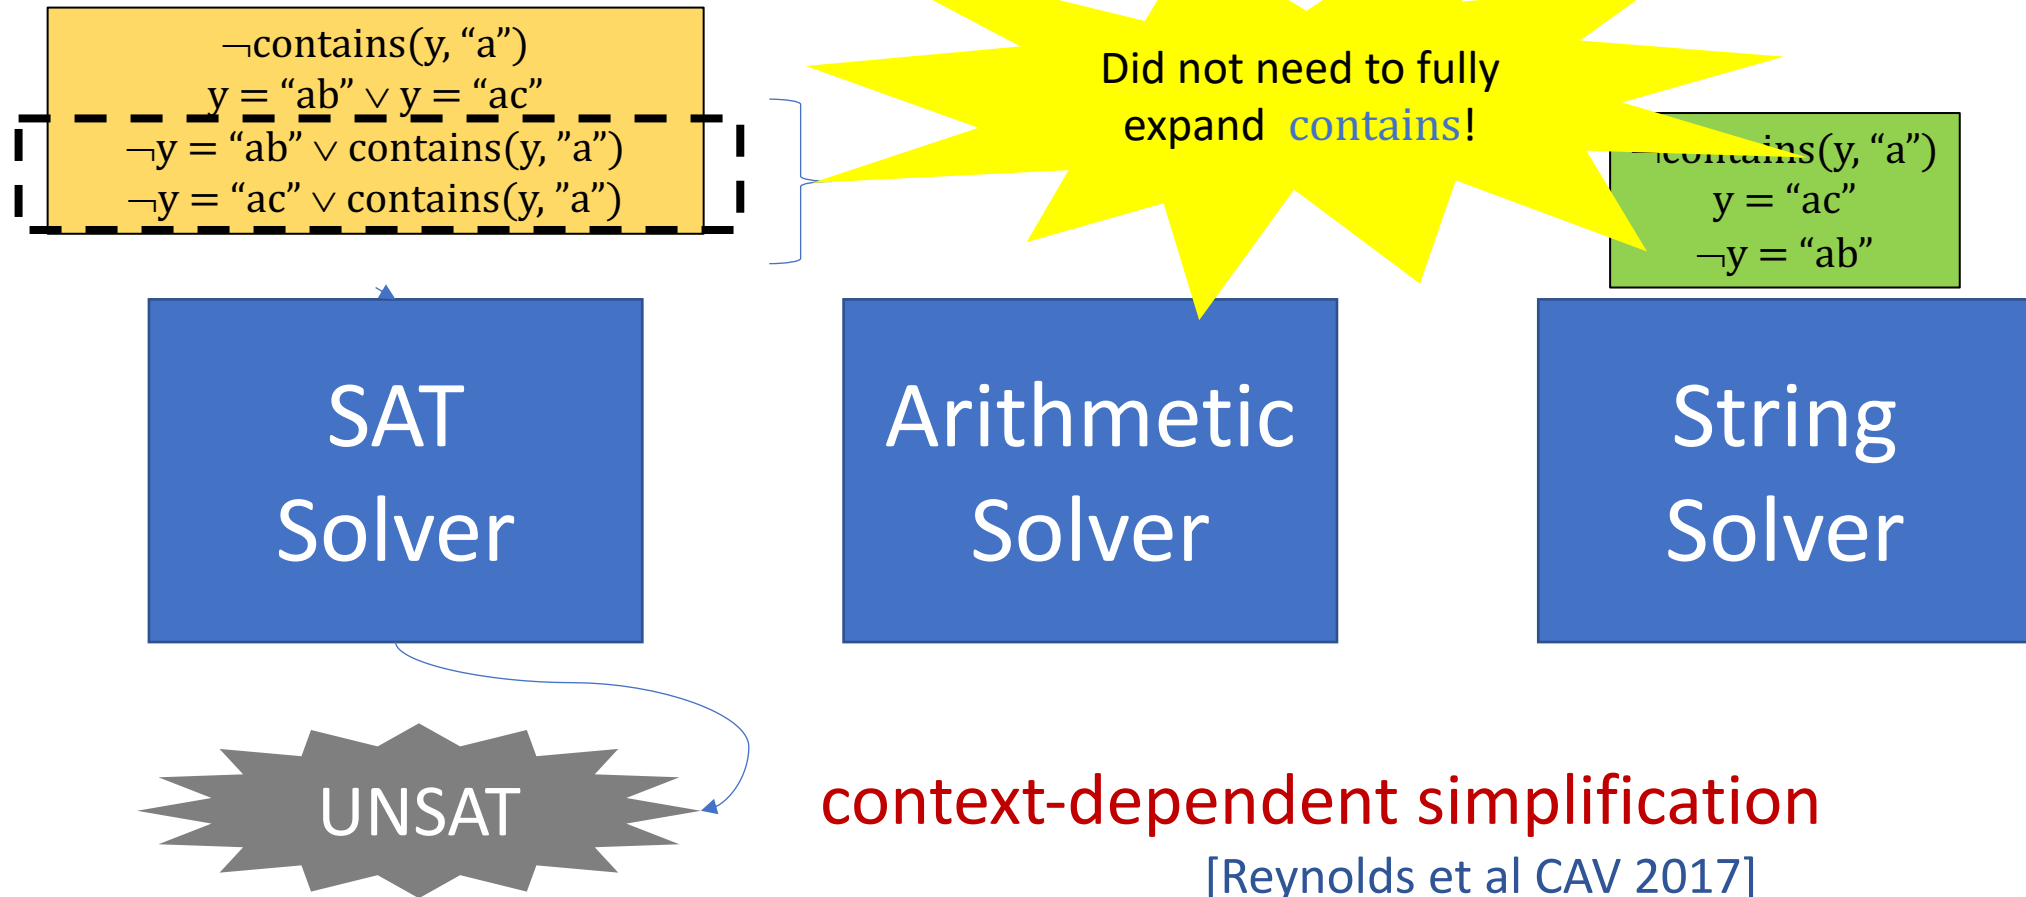 ¬contains(y, “a”)
y = “ab” ∨ y = “ac”
¬y = “ab” ∨ contains(y, ”a”)
¬y = “ac” ∨ contains(y, ”a”)
Did not need to fully
expand contains!
¬contains(y, “a”)
y = “ac”
¬y = “ab”
SAT
Solver
Arithmetic
Solver
String
Solver
UNSAT
context-dependent simplification
[Reynolds et al CAV 2017]